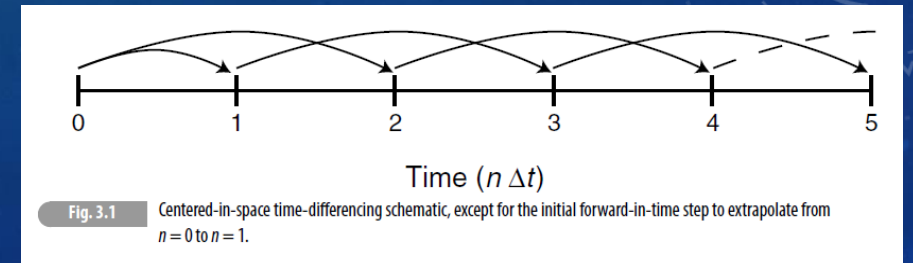 0 1 2 3 4 5
Time (n Δt)
Fig. 3.1 Centered-in-space time-differencing schematic, except for the initial forward-in-time step to extrapolate from
n = 0 to n = 1.